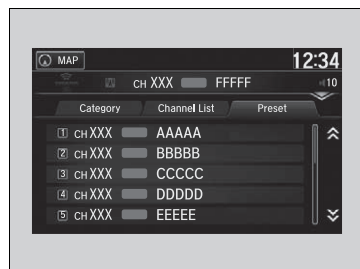 MAP
12:34
CH XXX FFFFF
10
Category Channel List Preset
1 CH XXX AAAAA
2 CH XXX BBBBB
3 CH XXX CCCCC
4 CH XXX DDDDD
5 CH XXX EEEEE